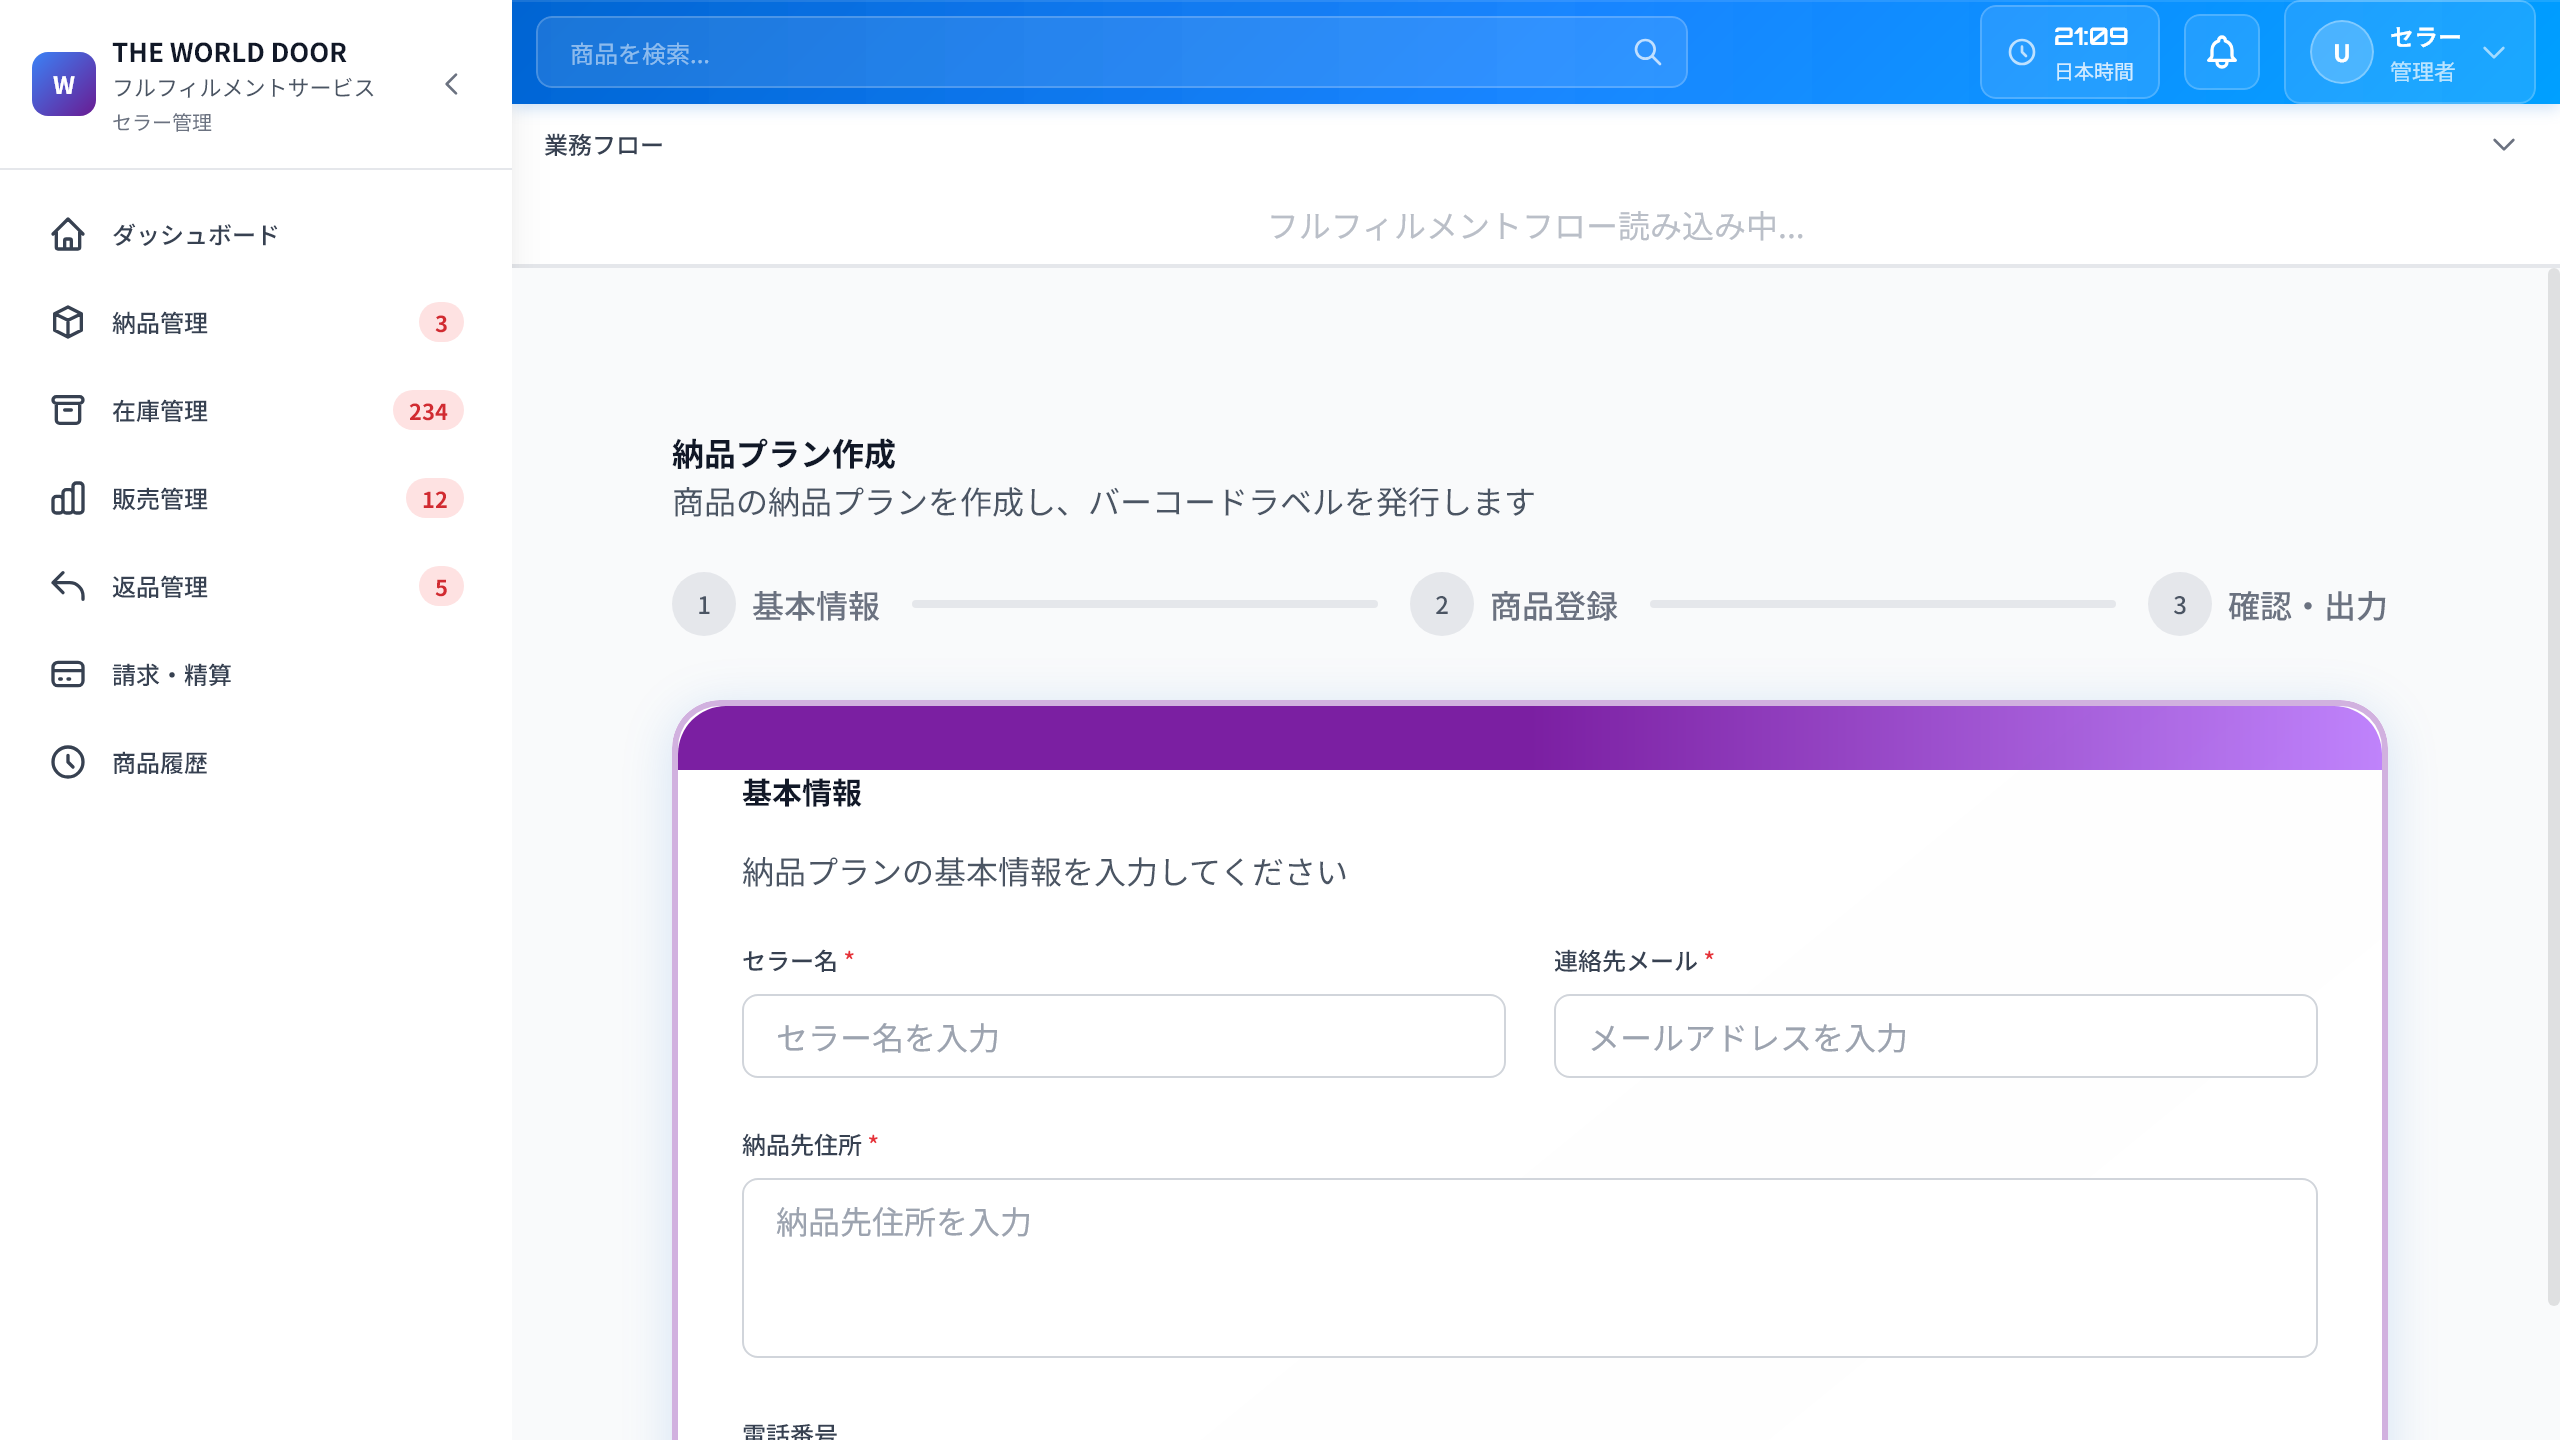 W
THE WORLD DOOR
フルフィルメントサービス
セラー管理
ダッシュボード
納品管理
3
在庫管理
234
販売管理
12
返品管理
5
請求・精算
商品履歴
商品を検索...
21:09
日本時間
U
セラー
管理者
業務フロー
フルフィルメントフロー読み込み中...
納品プラン作成
商品の納品プランを作成し、バーコードラベルを発行します
1 基本情報
2 商品登録
3 確認・出力
基本情報
納品プランの基本情報を入力してください
セラー名 *
セラー名を入力
連絡先メール *
メールアドレスを入力
納品先住所 *
納品先住所を入力
電話番号